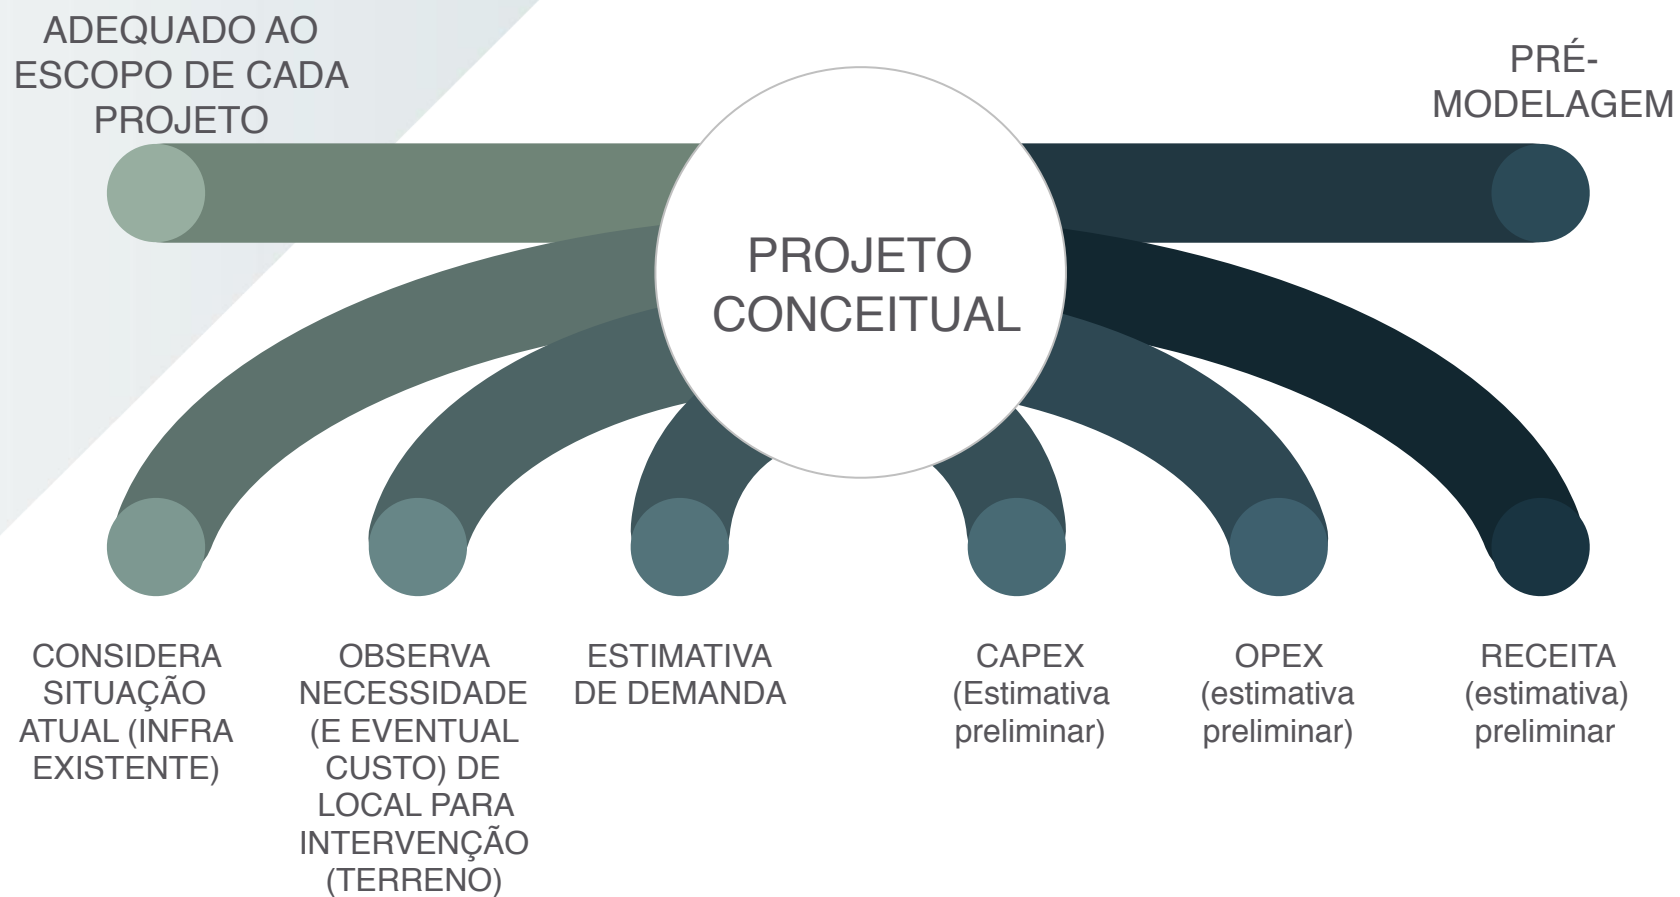 ADEQUADO AO
ESCOPO DE CADA
PROJETO
PRÉ-
MODELAGEM
PROJETO
CONCEITUAL
CONSIDERA
SITUAÇÃO
ATUAL (INFRA
EXISTENTE)
OBSERVA
NECESSIDADE
(E EVENTUAL
CUSTO) DE
LOCAL PARA
INTERVENÇÃO
(TERRENO)
ESTIMATIVA
DE DEMANDA
CAPEX
(Estimativa
preliminar)
OPEX
(estimativa
preliminar)
RECEITA
(estimativa)
preliminar